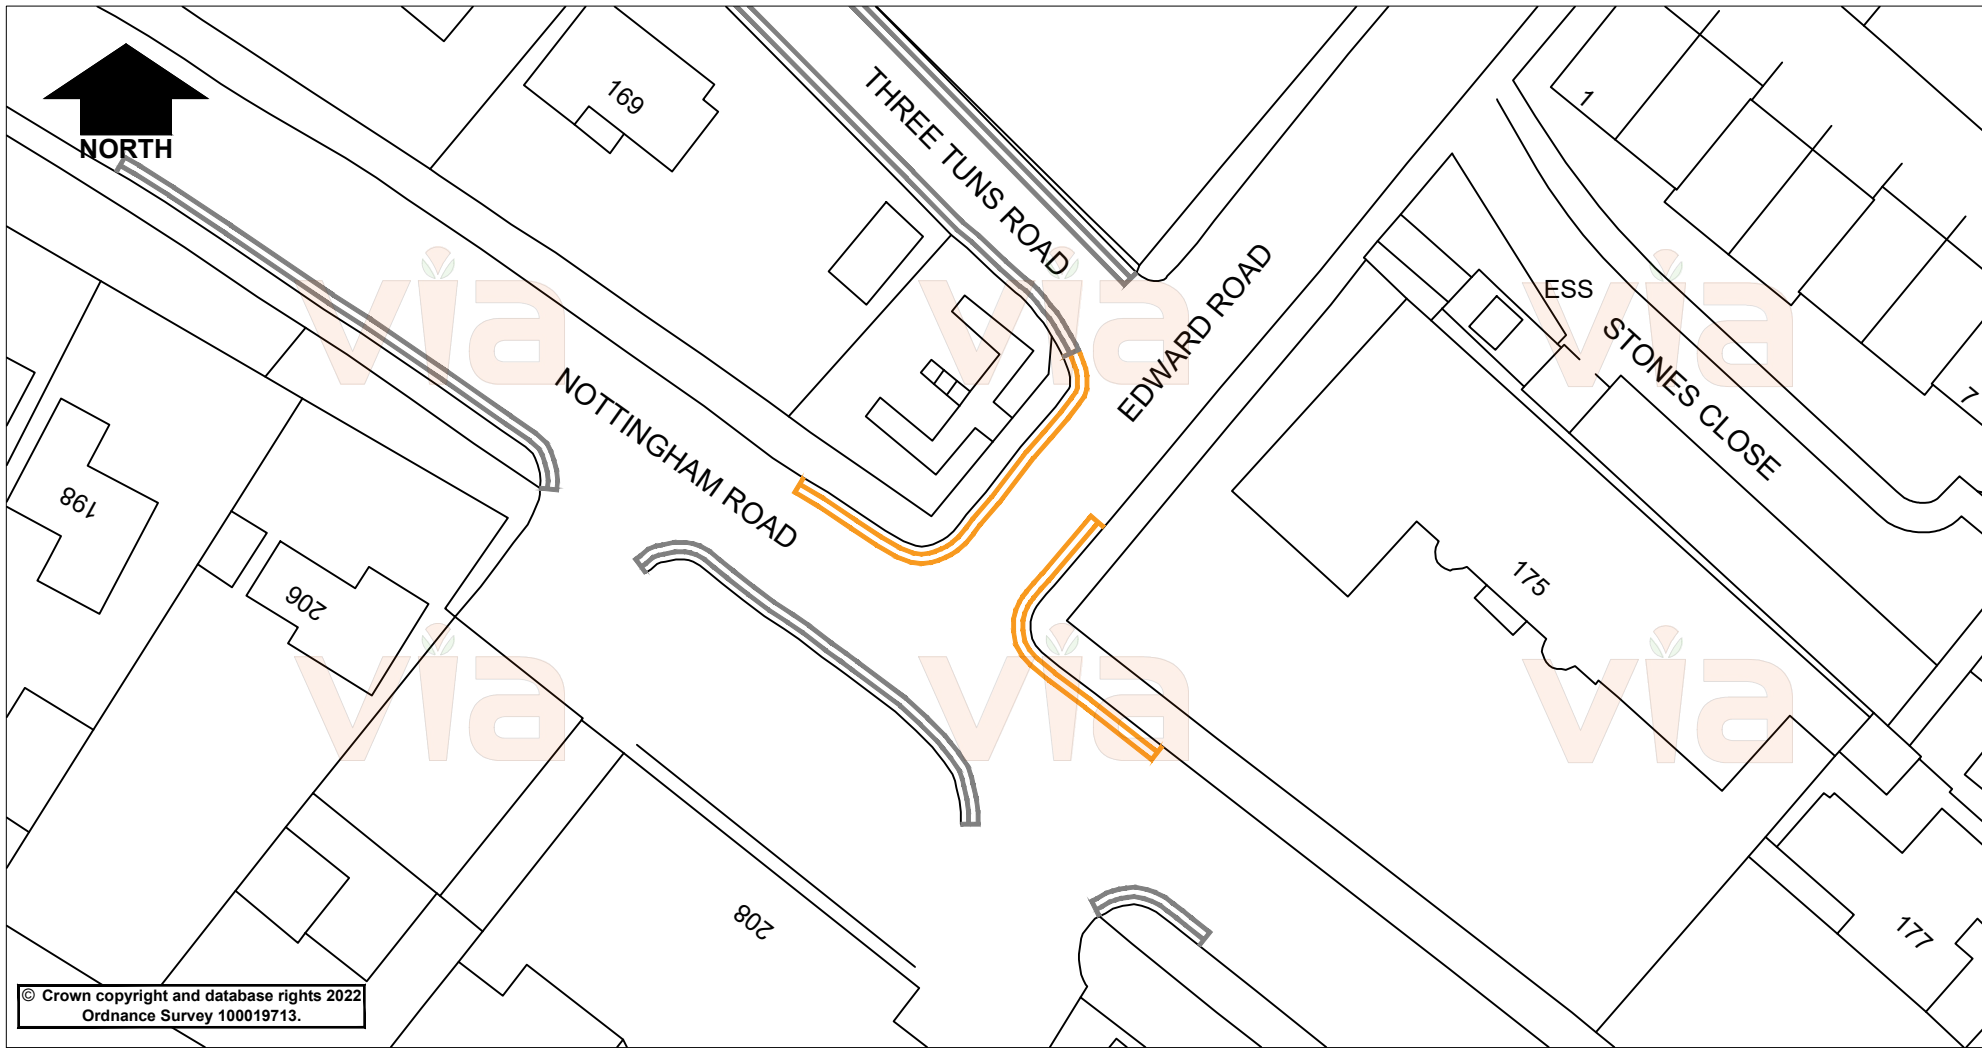 NORTH
169
THREE TUNS ROAD
1
EDWARD ROAD
ESS
STONES CLOSE
7
via
via
via
NOTTINGHAM ROAD
198
206
175
via
via
via
208
177
© Crown copyright and database rights 2022
Ordnance Survey 100019713.